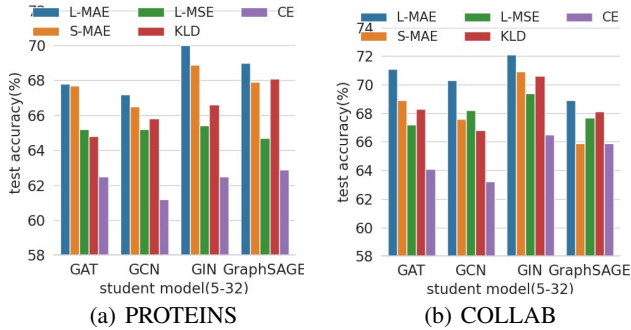 72
L-MAE
L-MSE
CE
S-MAE
KLD
70
68
66
64
62
60
58
test accuracy(%)
GAT
GCN
GIN
GraphSAGE
student model(5-32)
(a) PROTEINS
L-MAE
L-MSE
CE
74
S-MAE
KLD
72
70
68
66
64
62
60
58
test accuracy(%)
GAT
GCN
GIN
GraphSAGE
student model(5-32)
(b) COLLAB